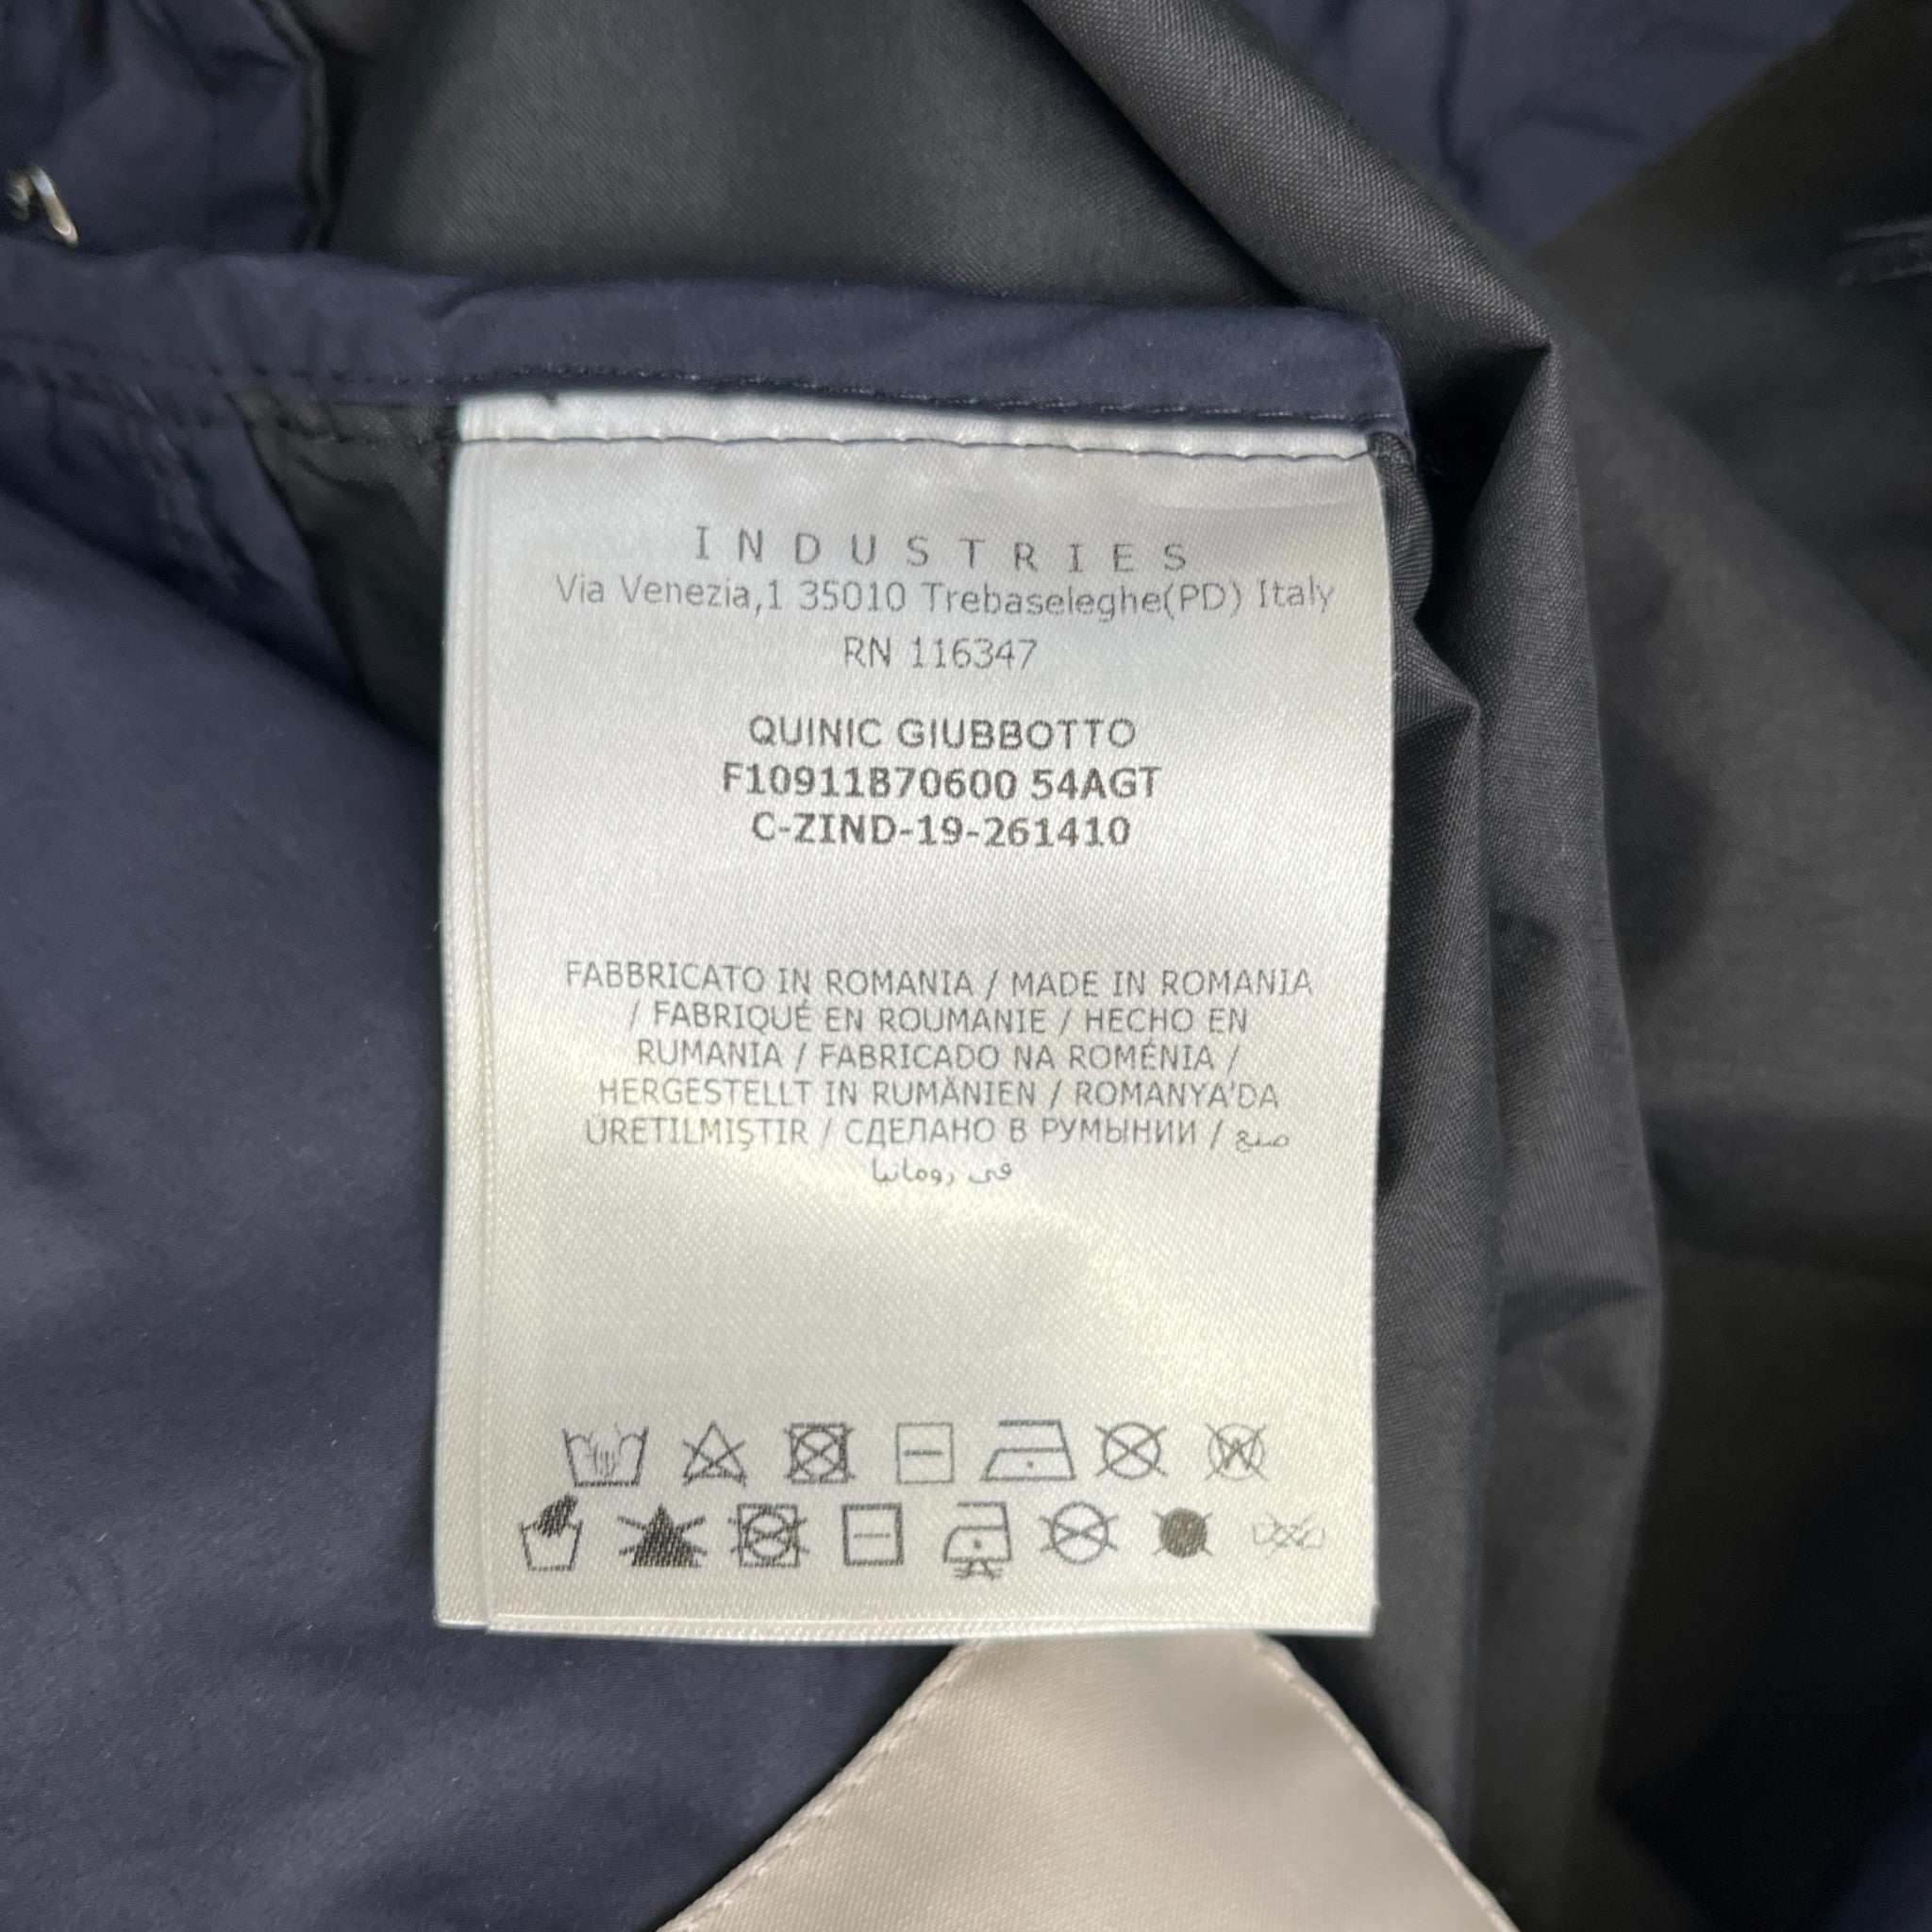 INDUSTRIES
Via Venezia,1 35010 Trebaseleghe(PD) Italy
RN 116347
QUINIC GIUBBOTTO
F10911B70600 54AGT
C-ZIND-19-261410
FABBRICATO IN ROMANIA / MADE IN ROMANIA
/ FABRIQUÉ EN ROUMANIE / HECHO EN
RUMANIA / FABRICADO NA ROMÉNIA /
HERGESTELLT IN RUMÄNIEN / ROMANYA'DA
ÜRETILMIŞTIR / СДЕЛАНО В РУМЫНИИ / صنع
في رومانيا
W